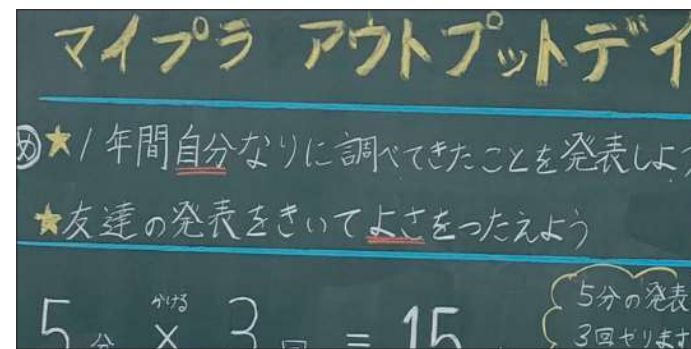 マイプラ アウトプットデイ
め ★1年間自分なりに調べてきたことを発表しよう
★友達の発表をきいてよさをつたえよう
5分 ×かける 3回 = 15
5分の発表
3回やります